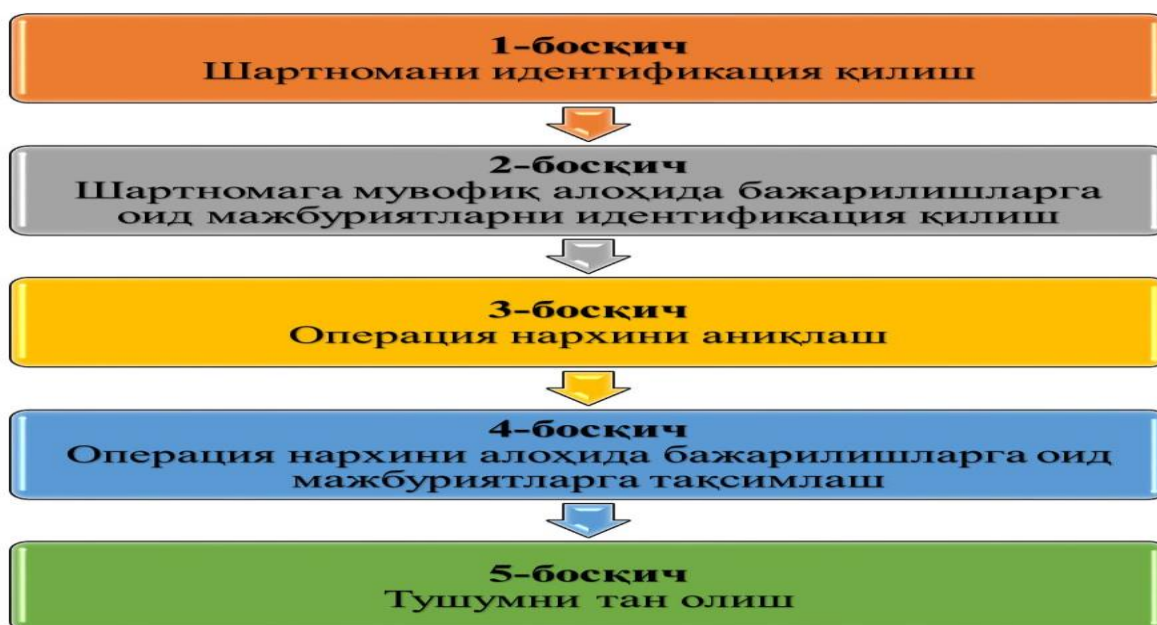 1-босқич
Шартномани идентификация қилиш
2-босқич
Шартномага мувофиқ алоҳида бажарилишларга
оид мажбуриятларни идентификация қилиш
3-босқич
Операция нархини аниқлаш
4-босқич
Операция нархини алоҳида бажарилишларга оид
мажбуриятларга тақсимлаш
5-босқич
Тушумни тан олиш